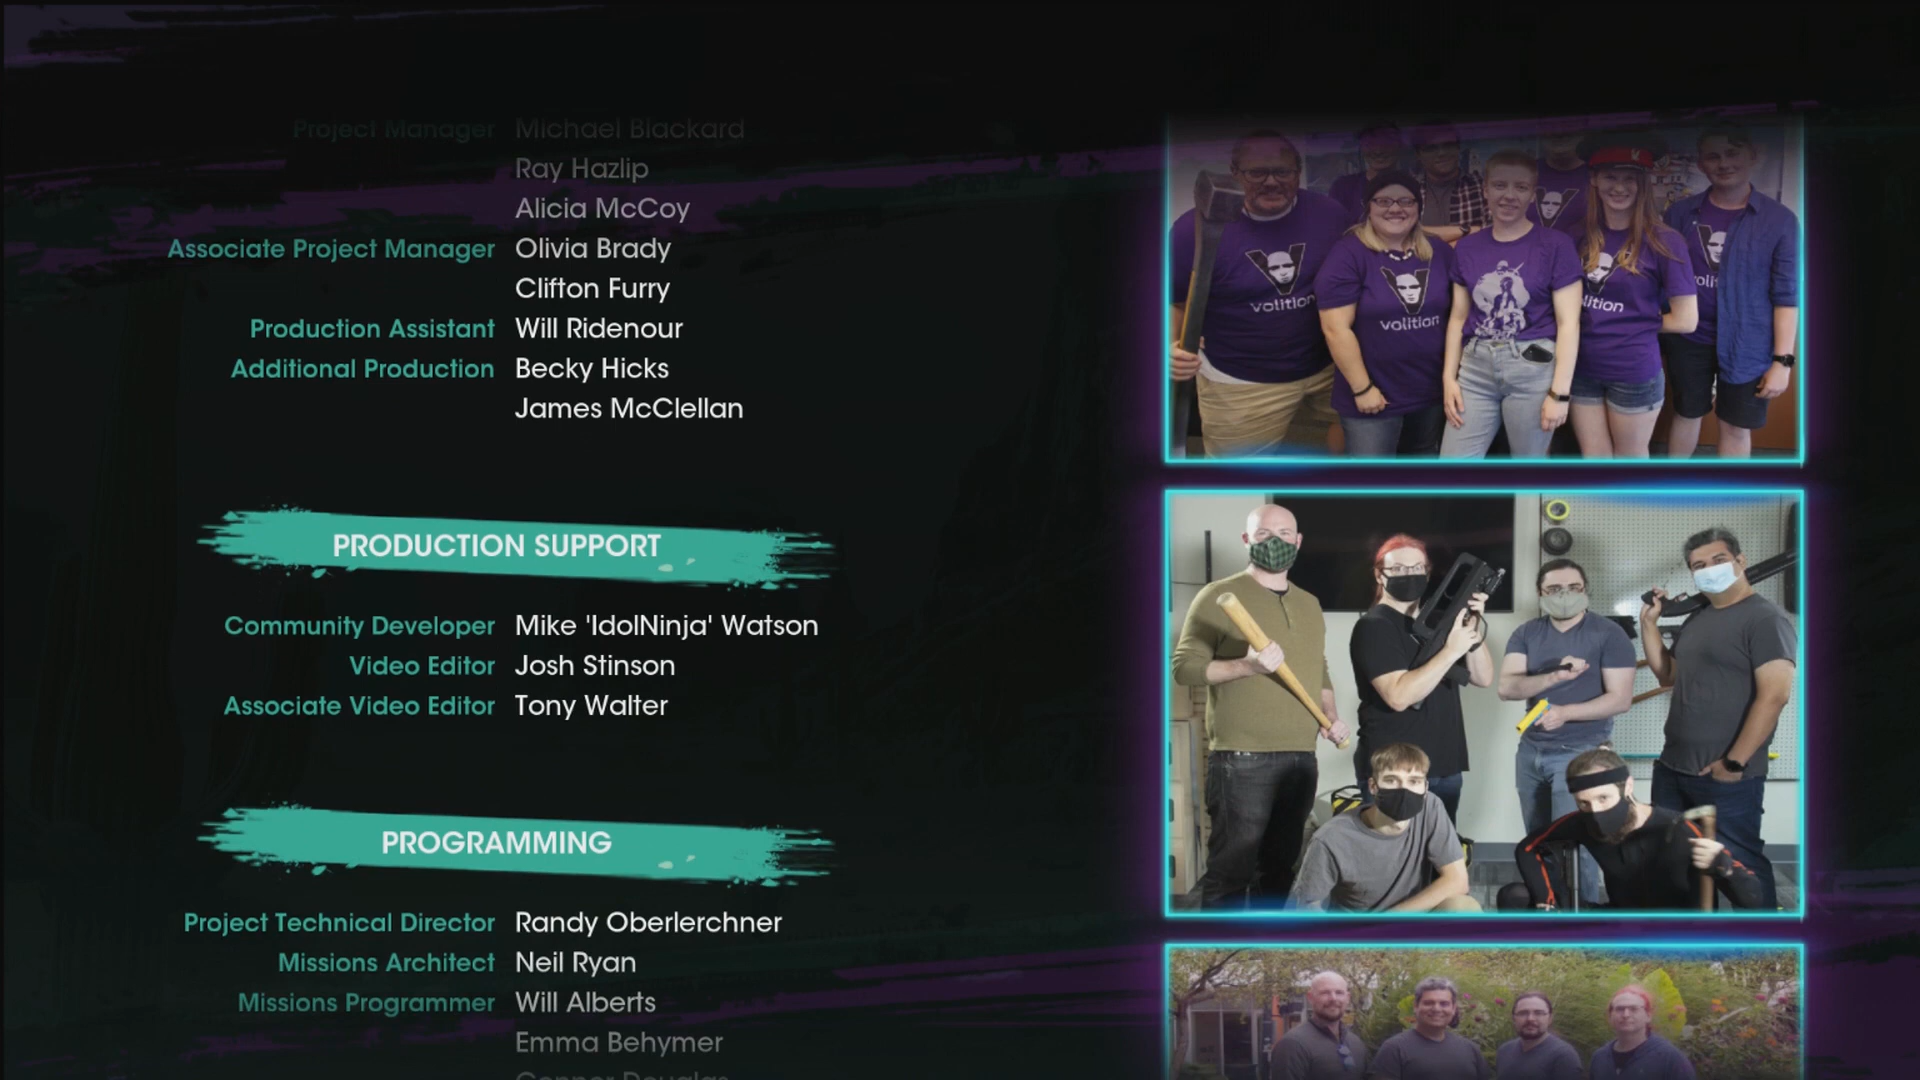 Project Manager Michael Blackard
Ray Hazlip
Alicia McCoy
Associate Project Manager Olivia Brady
Clifton Furry
Production Assistant Will Ridenour
Additional Production Becky Hicks
James McClellan
PRODUCTION SUPPORT
Community Developer Mike 'IdolNinja' Watson
Video Editor Josh Stinson
Associate Video Editor Tony Walter
PROGRAMMING
Project Technical Director Randy Oberlerchner
Missions Architect Neil Ryan
Missions Programmer Will Alberts
Emma Behymer
Connor Douglas
volition
volition